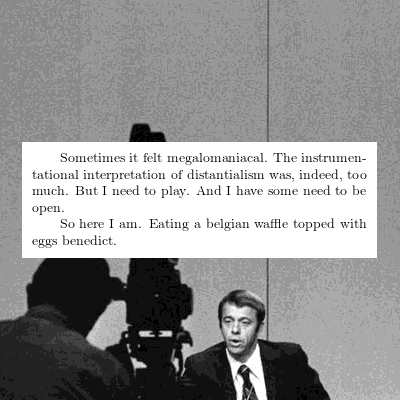 Sometimes it felt megalomaniacal. The instrumen-
tational interpretation of distantialism was, indeed, too
much. But I need to play. And I have some need to be
open.
So here I am. Eating a belgian waffle topped with
eggs benedict.